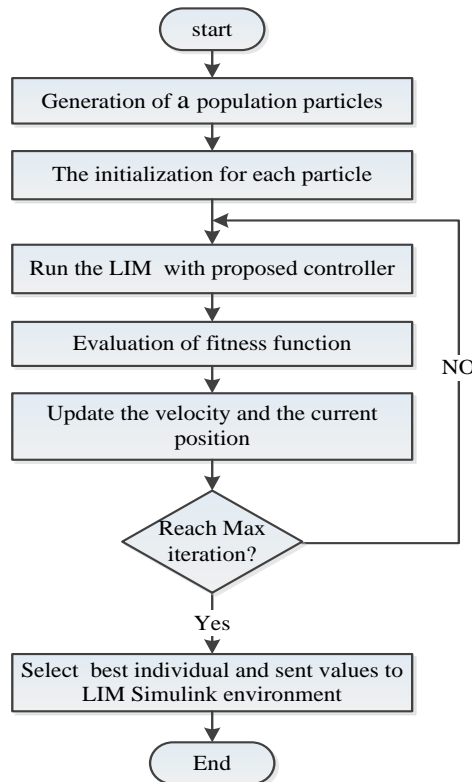 start
Generation of a population particles
The initialization for each particle
Run the LIM with proposed controller
Evaluation of fitness function
NO
Update the velocity and the current
position
Reach Max
iteration?
Yes
Select best individual and sent values to
LIM Simulink environment
End